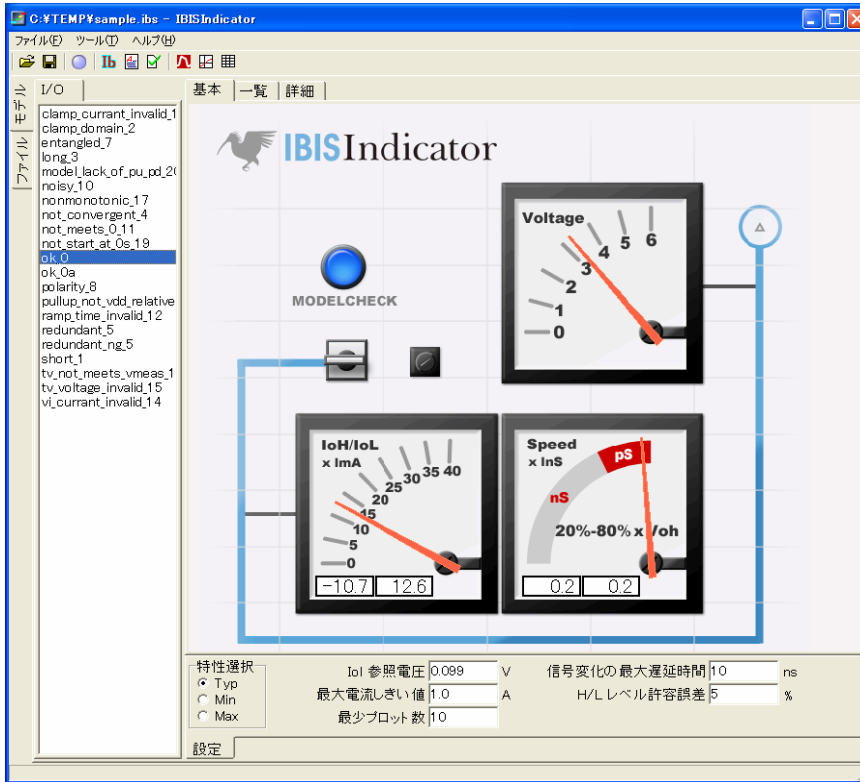 C:¥TEMP¥sample.ibs - IBISIndicator
ファイル(F) ツール(T) ヘルプ(H)
Ib
モデル
ファイル
I/O
clamp_currant_invalid_1
clamp_domain_2
entangled_7
long_3
model_lack_of_pu_pd_20
noisy_10
nonmonotonic_17
not_convergent_4
not_meets_0_11
not_start_at_0s_19
ok_0
ok_0a
polarity_8
pullup_not_vdd_relative
ramp_time_invalid_12
redundant_5
redundant_ng_5
short_1
tv_not_meets_vmeas_1
tv_voltage_invalid_15
vi_currant_invalid_14
基本 一覧 詳細
IBISIndicator
MODELCHECK
Voltage
0 1 2 3 4 5 6
IoH/IoL
x ImA
0 5 10 15 20 25 30 35 40
-10.7 12.6
Speed
x InS
pS
nS
20%-80% x Voh
0.2 0.2
特性選択
Typ
Min
Max
Iol 参照電圧 0.099 V
最大電流しきい値 1.0 A
最少プロット数 10
信号変化の最大遅延時間 10 ns
H/Lレベル許容誤差 5 %
設定